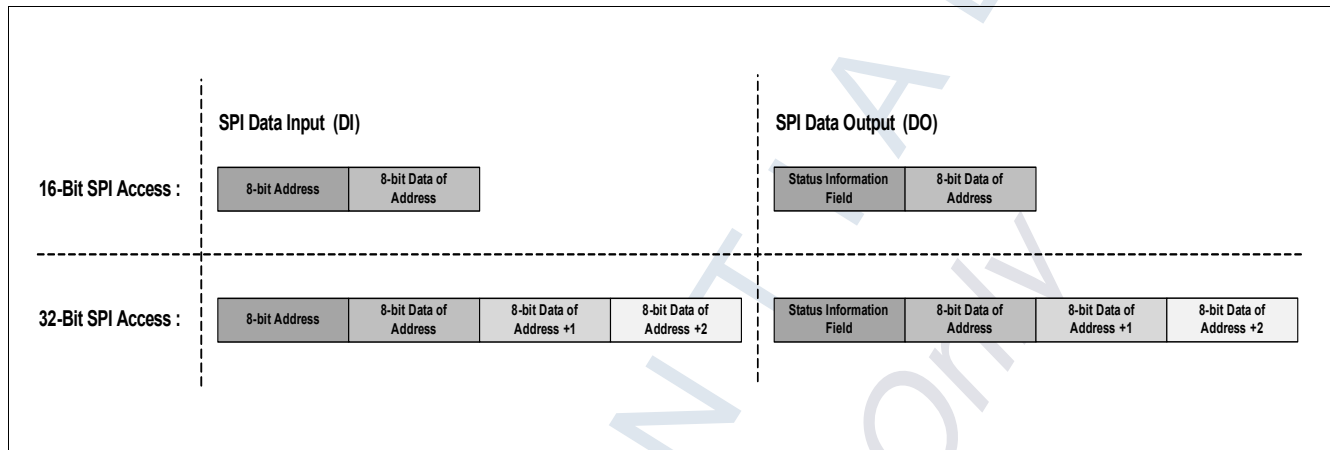 SPI Data Input (DI)
SPI Data Output (DO)
16-Bit SPI Access :
8-bit Address
8-bit Data of
Address
Status Information
Field
8-bit Data of
Address
32-Bit SPI Access :
8-bit Address
8-bit Data of
Address
8-bit Data of
Address +1
8-bit Data of
Address +2
Status Information
Field
8-bit Data of
Address
8-bit Data of
Address +1
8-bit Data of
Address +2
N T I A
Only